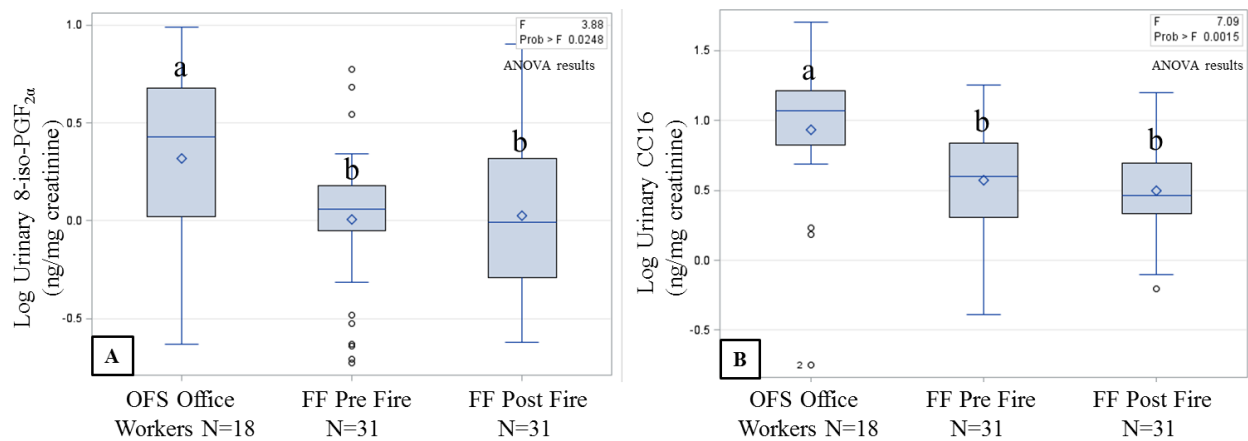 Log Urinary 8-iso-PGF2α
(ng/mg creatinine)
1.0
0.5
0.0
-0.5
F 3.88
Prob > F 0.0248
ANOVA results
a
b
b
A
OFS Office
Workers N=18
FF Pre Fire
N=31
FF Post Fire
N=31
Log Urinary CC16
(ng/mg creatinine)
1.5
1.0
0.5
0.0
-0.5
F 7.09
Prob > F 0.0015
ANOVA results
a
b
b
2
B
OFS Office
Workers N=18
FF Pre Fire
N=31
FF Post Fire
N=31